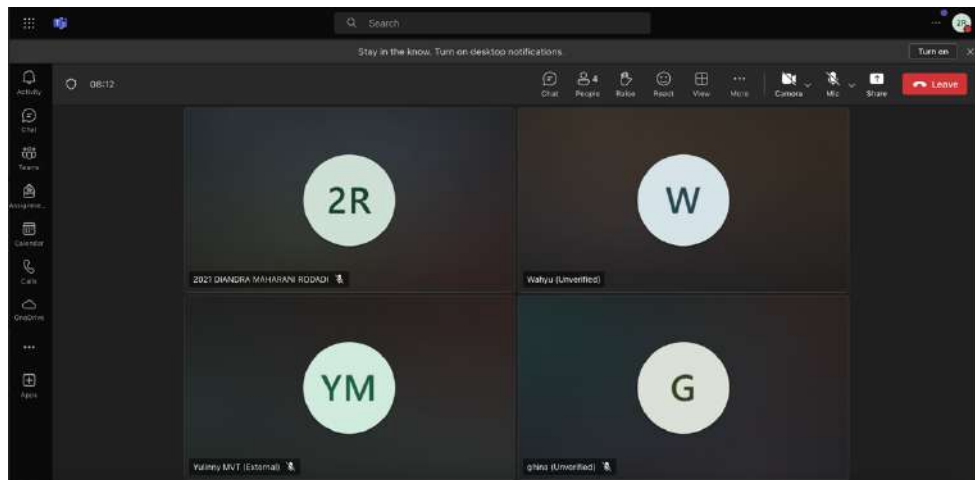 Search
2R
Stay in the know. Turn on desktop notifications.
Turn on
Activity
08:12
4
Chat
People
Raise
React
View
More
Camera
Mic
Share
Leave
Chat
Teams
Calendar
Calls
OneDrive
Apps
2R
2021 DIANDRA MAHARANI RODADI
W
Wahyu (Unverified)
YM
Yulinny MVT (External)
G
ghina (Unverified)